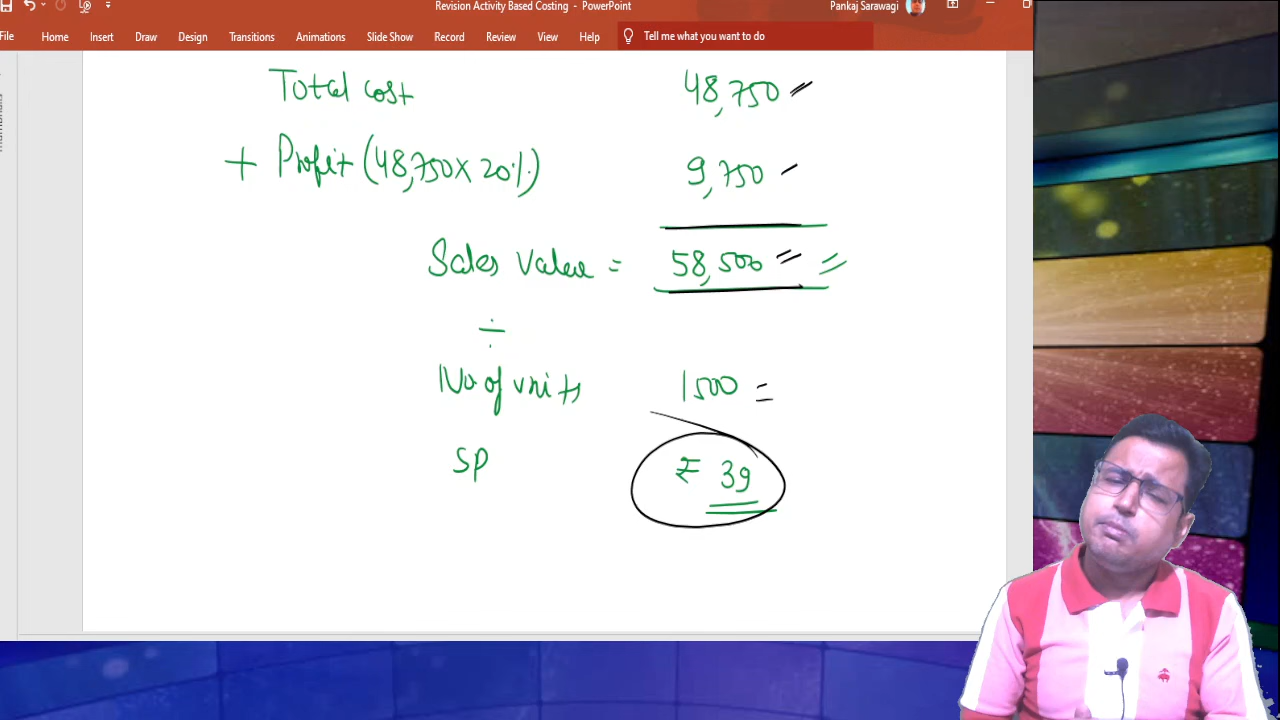 Revision Activity Based Costing - PowerPoint
Pankaj Sarawagi
File Home Insert Draw Design Transitions Animations Slide Show Record Review View Help Tell me what you want to do
Total cost 48,750
+ Profit (48,750 x 20%) 9,750
Sales Value = 58,500 =
÷
No of units 1500 =
SP ₹ 39